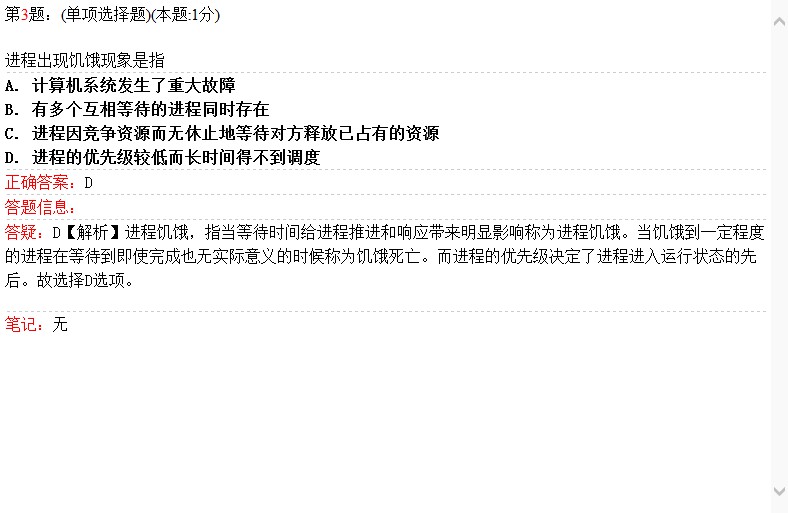 第3题：(单项选择题)(本题:1分)
进程出现饥饿现象是指
A. 计算机系统发生了重大故障
B. 有多个互相等待的进程同时存在
C. 进程因竞争资源而无休止地等待对方释放已占有的资源
D. 进程的优先级较低而长时间得不到调度
正确答案：D
答题信息：
答疑：D【解析】进程饥饿，指当等待时间给进程推进和响应带来明显影响称为进程饥饿。当饥饿到一定程度
的进程在等待到即使完成也无实际意义的时候称为饥饿死亡。而进程的优先级决定了进程进入运行状态的先
后。故选择D选项。
笔记：无